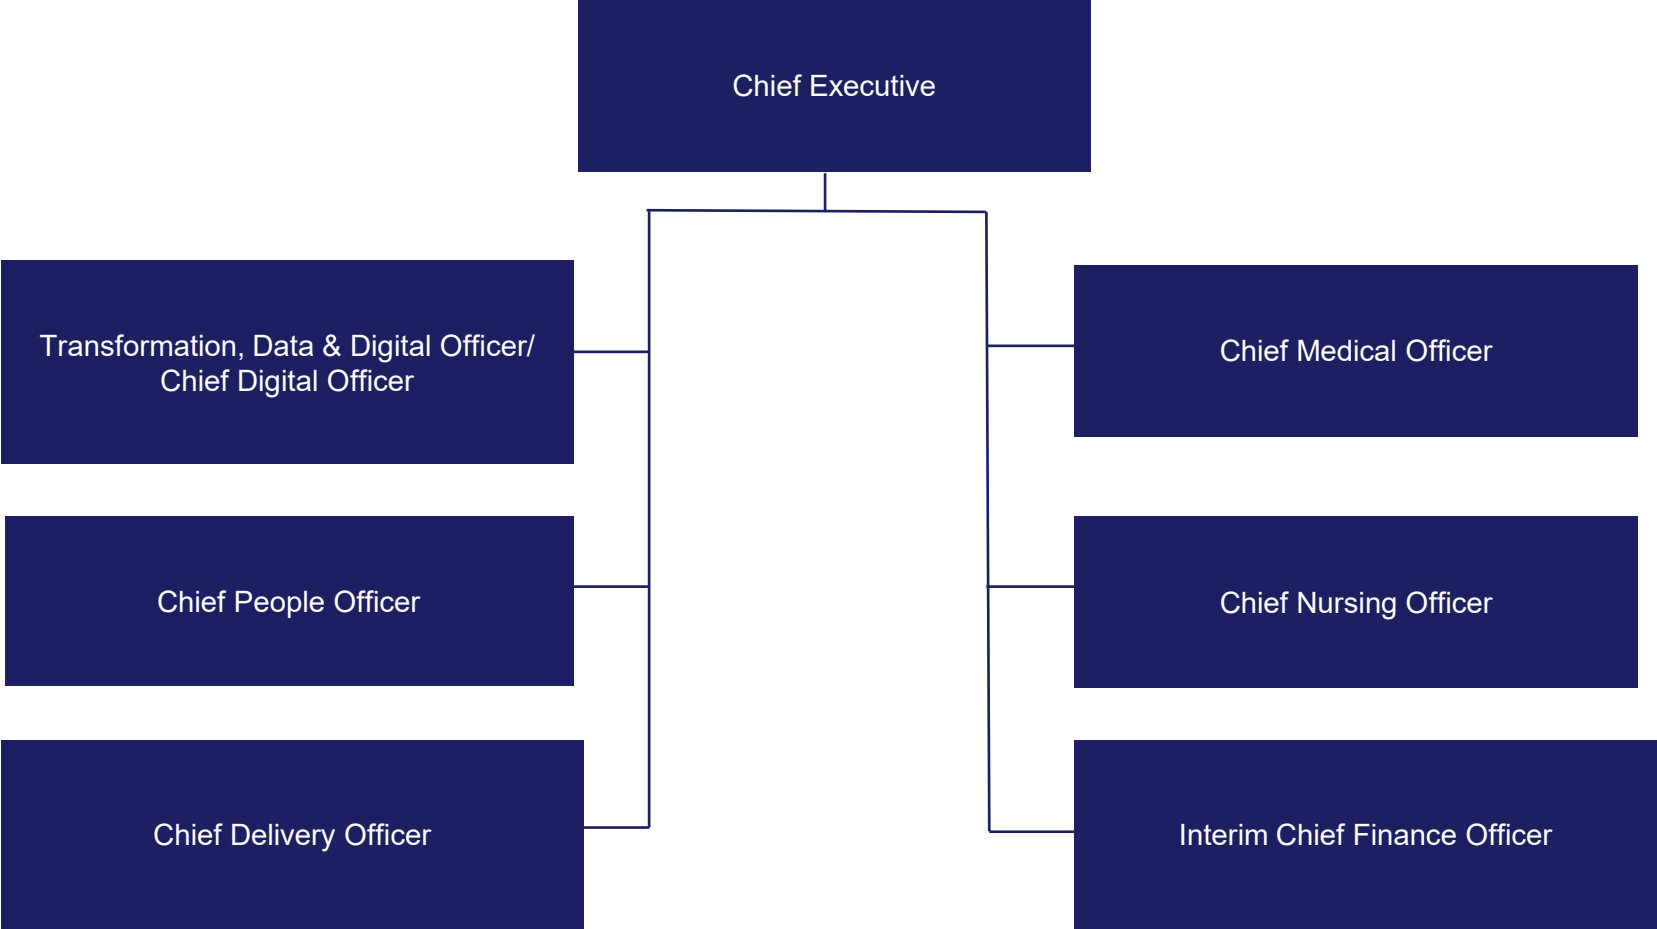 Chief Executive
Transformation, Data & Digital Officer/
Chief Digital Officer
Chief Medical Officer
Chief People Officer
Chief Nursing Officer
Chief Delivery Officer
Interim Chief Finance Officer